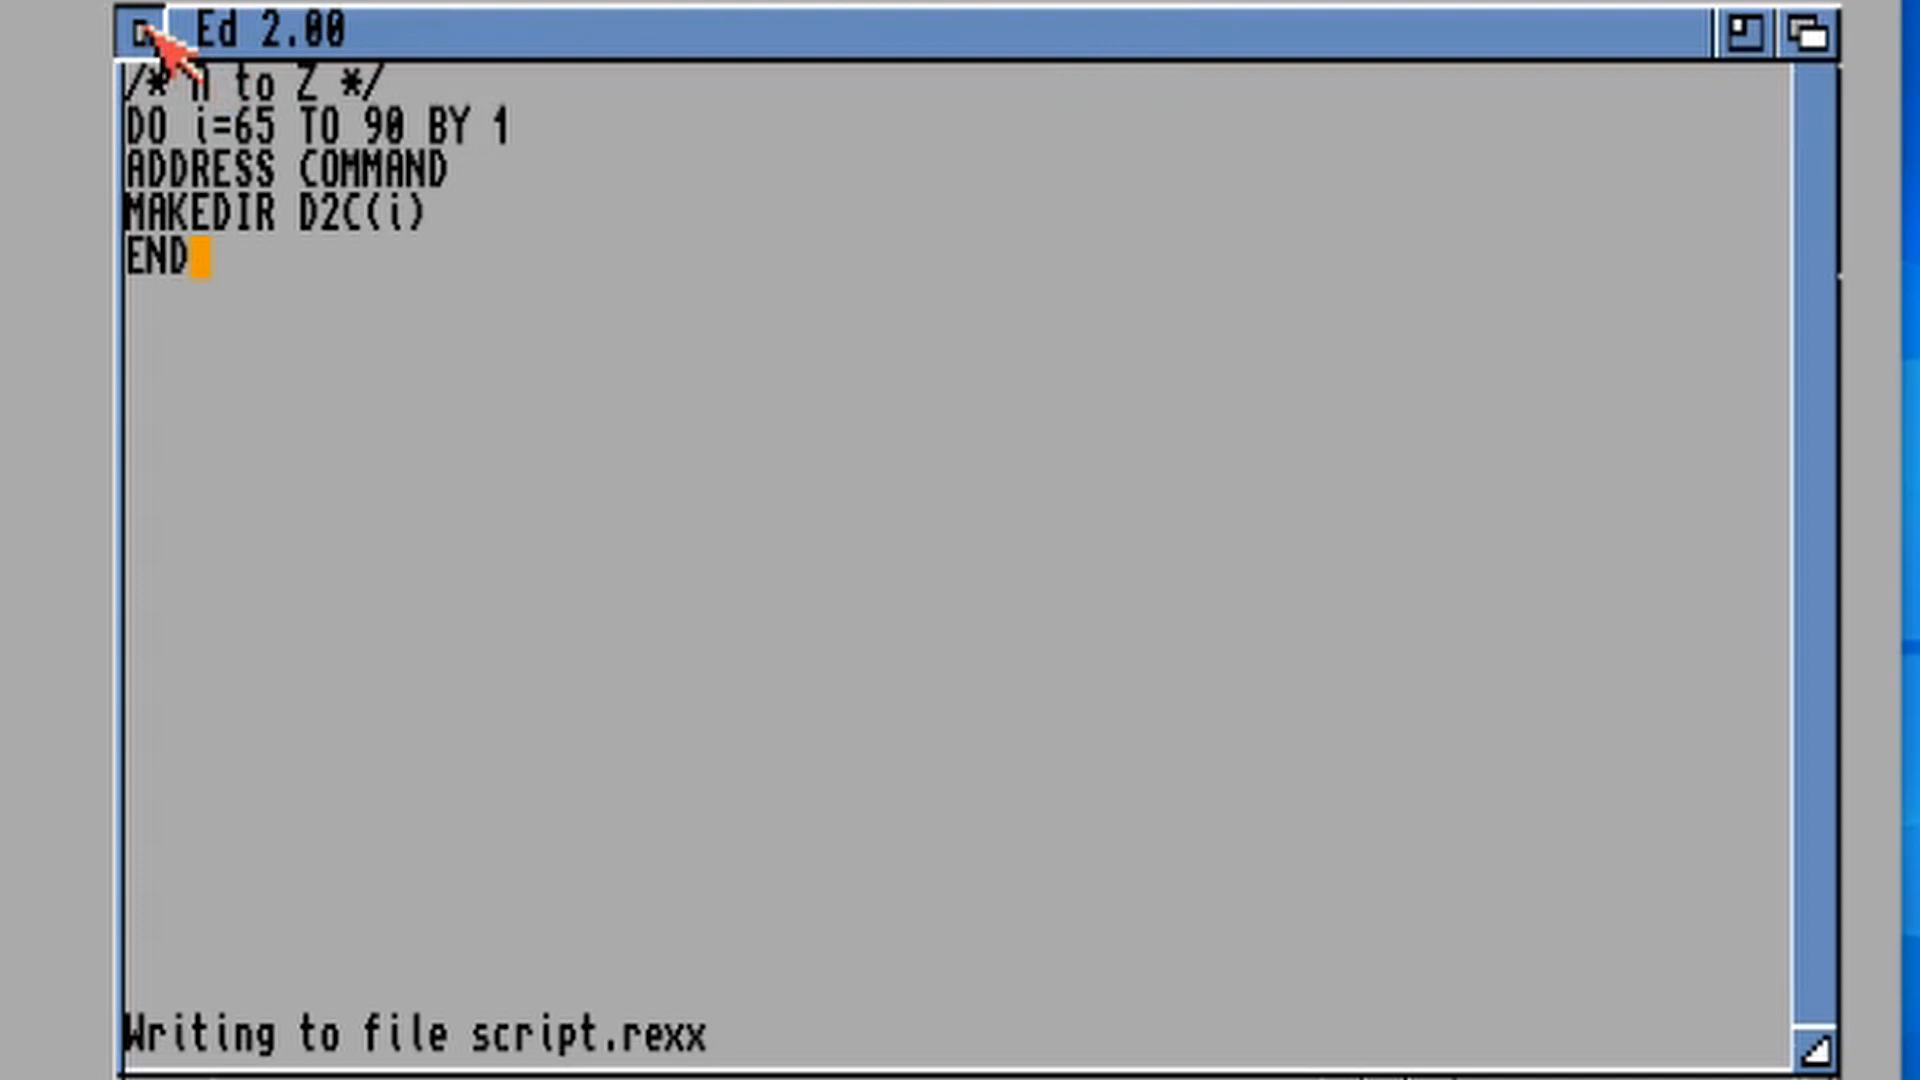 Ed 2.00
/* A to Z */
DO i=65 TO 90 BY 1
ADDRESS COMMAND
MAKEDIR D2C(i)
END
Writing to file script.rexx